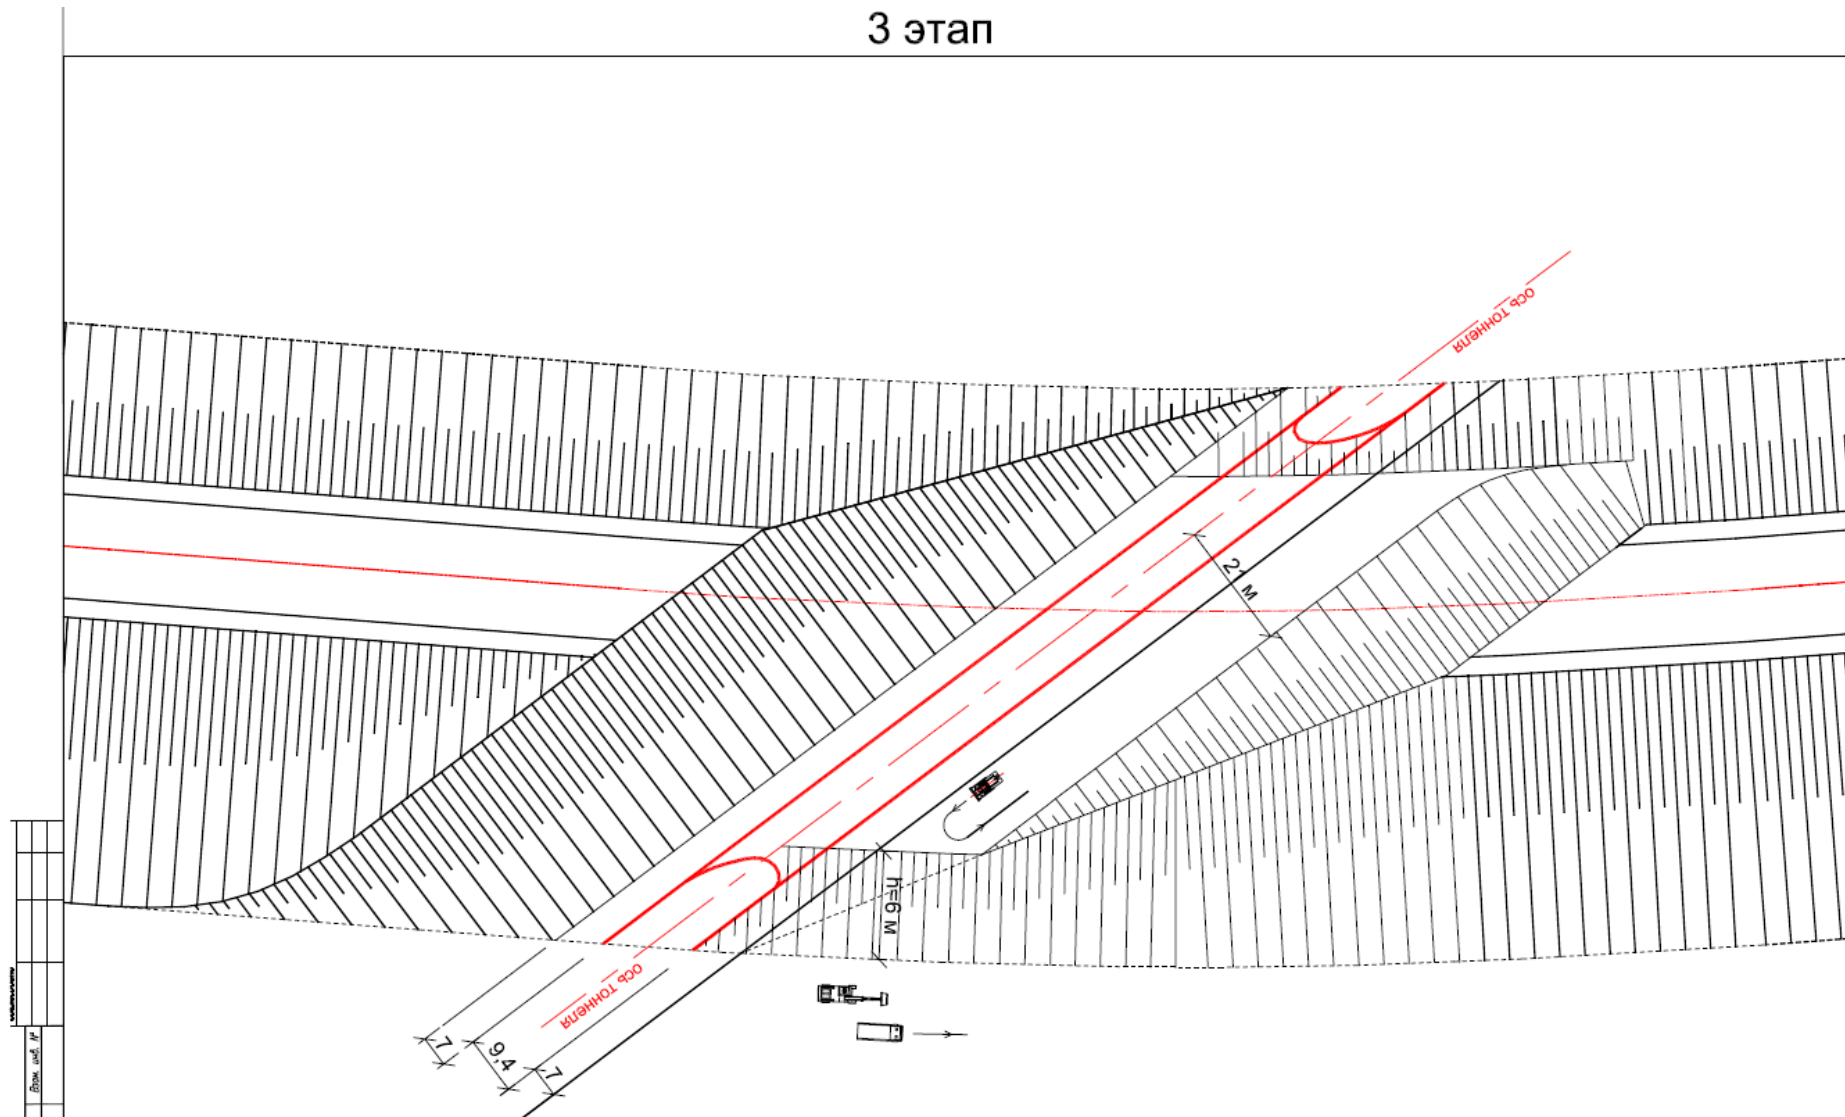 3 этап
ось тоннеля
21 м
h=6 м
ось тоннеля
7
9,4
7
Взам. инв. №